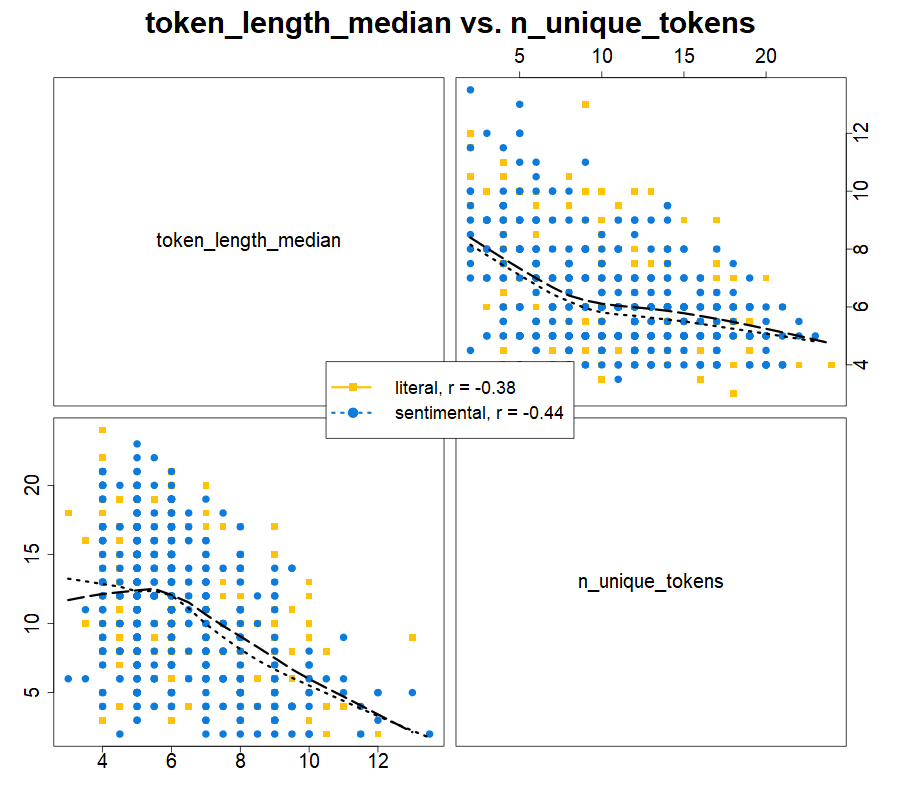 token_length_median vs. n_unique_tokens
5 10 15 20
token_length_median
12
10
8
6
4
literal, r = -0.38
sentimental, r = -0.44
20
15
10
5
n_unique_tokens
4 6 8 10 12